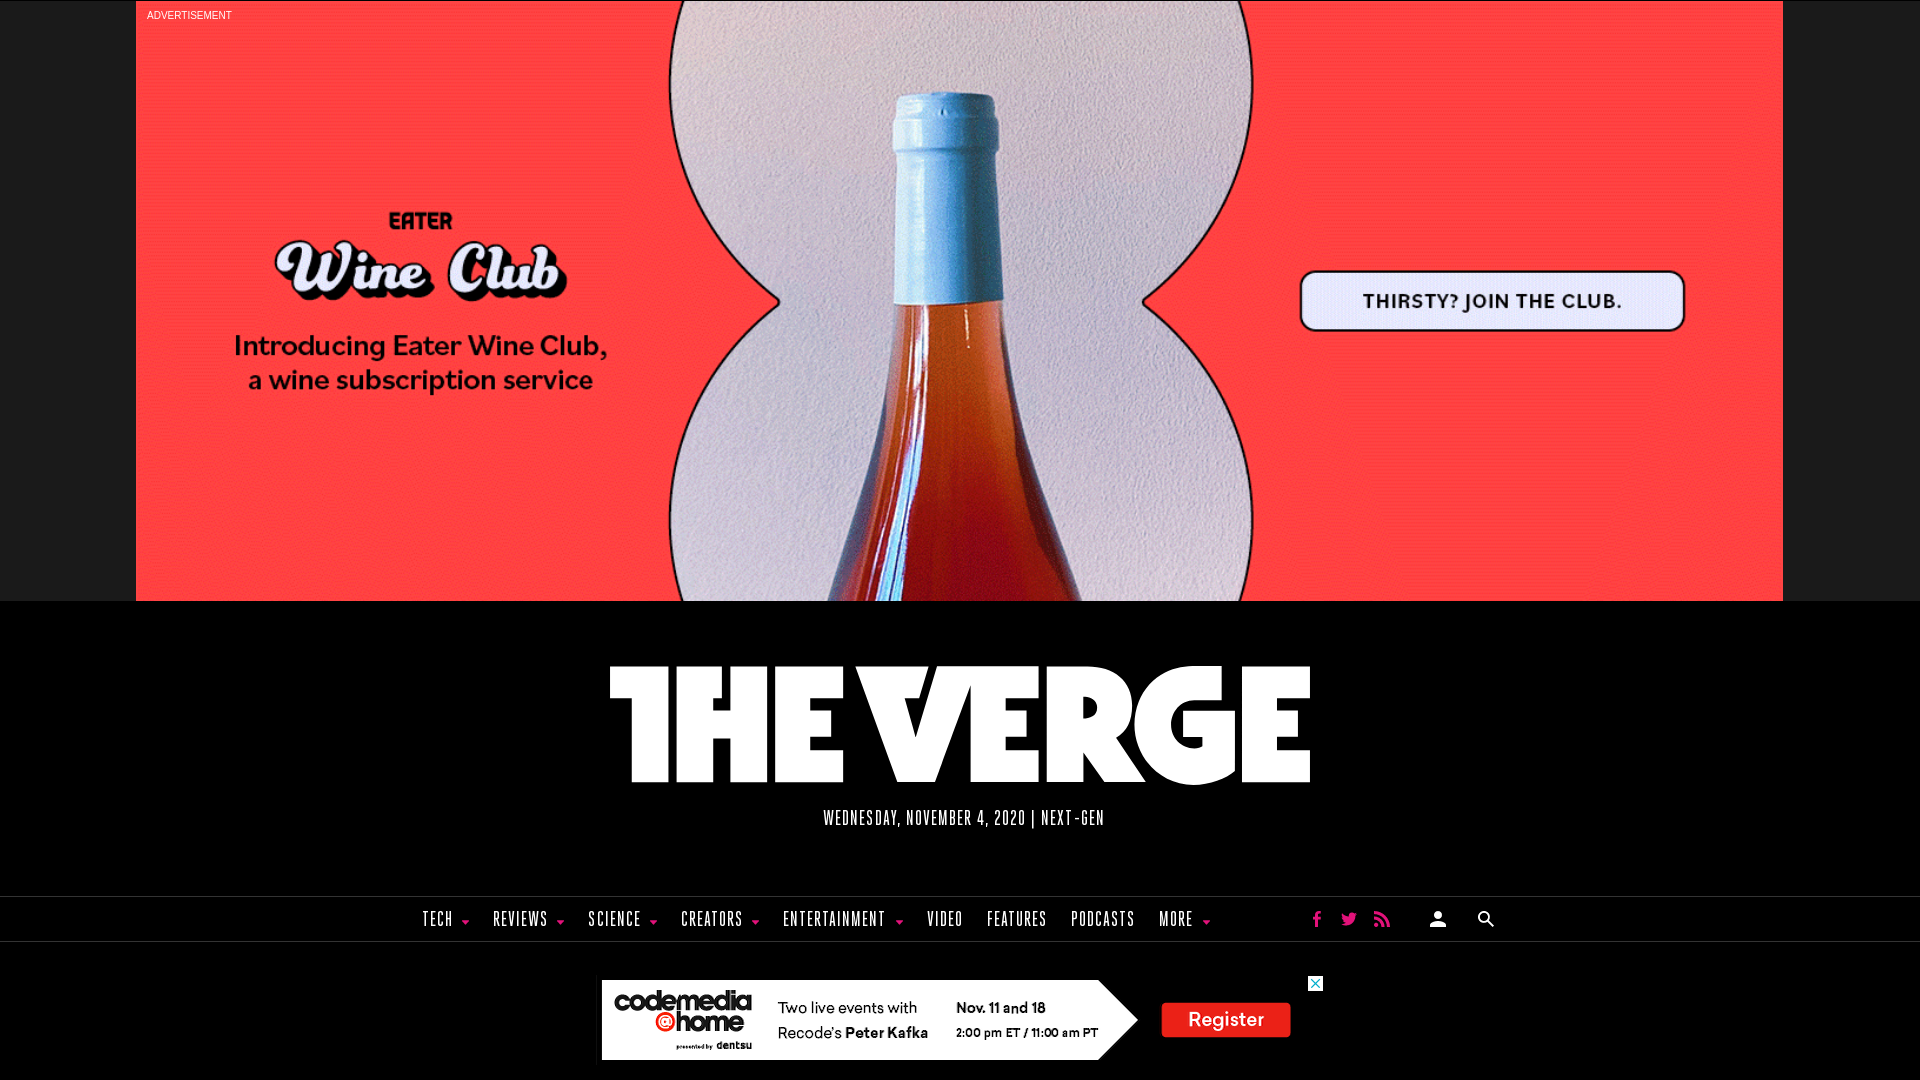 ADVERTISEMENT
EATER
Wine Club
Introducing Eater Wine Club,
a wine subscription service
THIRSTY? JOIN THE CLUB.
THE VERGE
WEDNESDAY, NOVEMBER 4, 2020 | NEXT-GEN
TECH REVIEWS SCIENCE CREATORS ENTERTAINMENT VIDEO FEATURES PODCASTS MORE
codemedia
@home
presented by dentsu
Two live events with
Recode's Peter Kafka
Nov. 11 and 18
2:00 pm ET / 11:00 am PT
Register